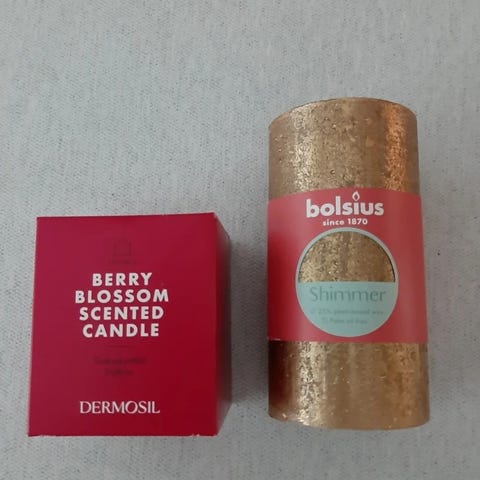 BERRY
BLOSSOM
SCENTED
CANDLE
DERMOSIL
bolsius
since 1870
Shimmer